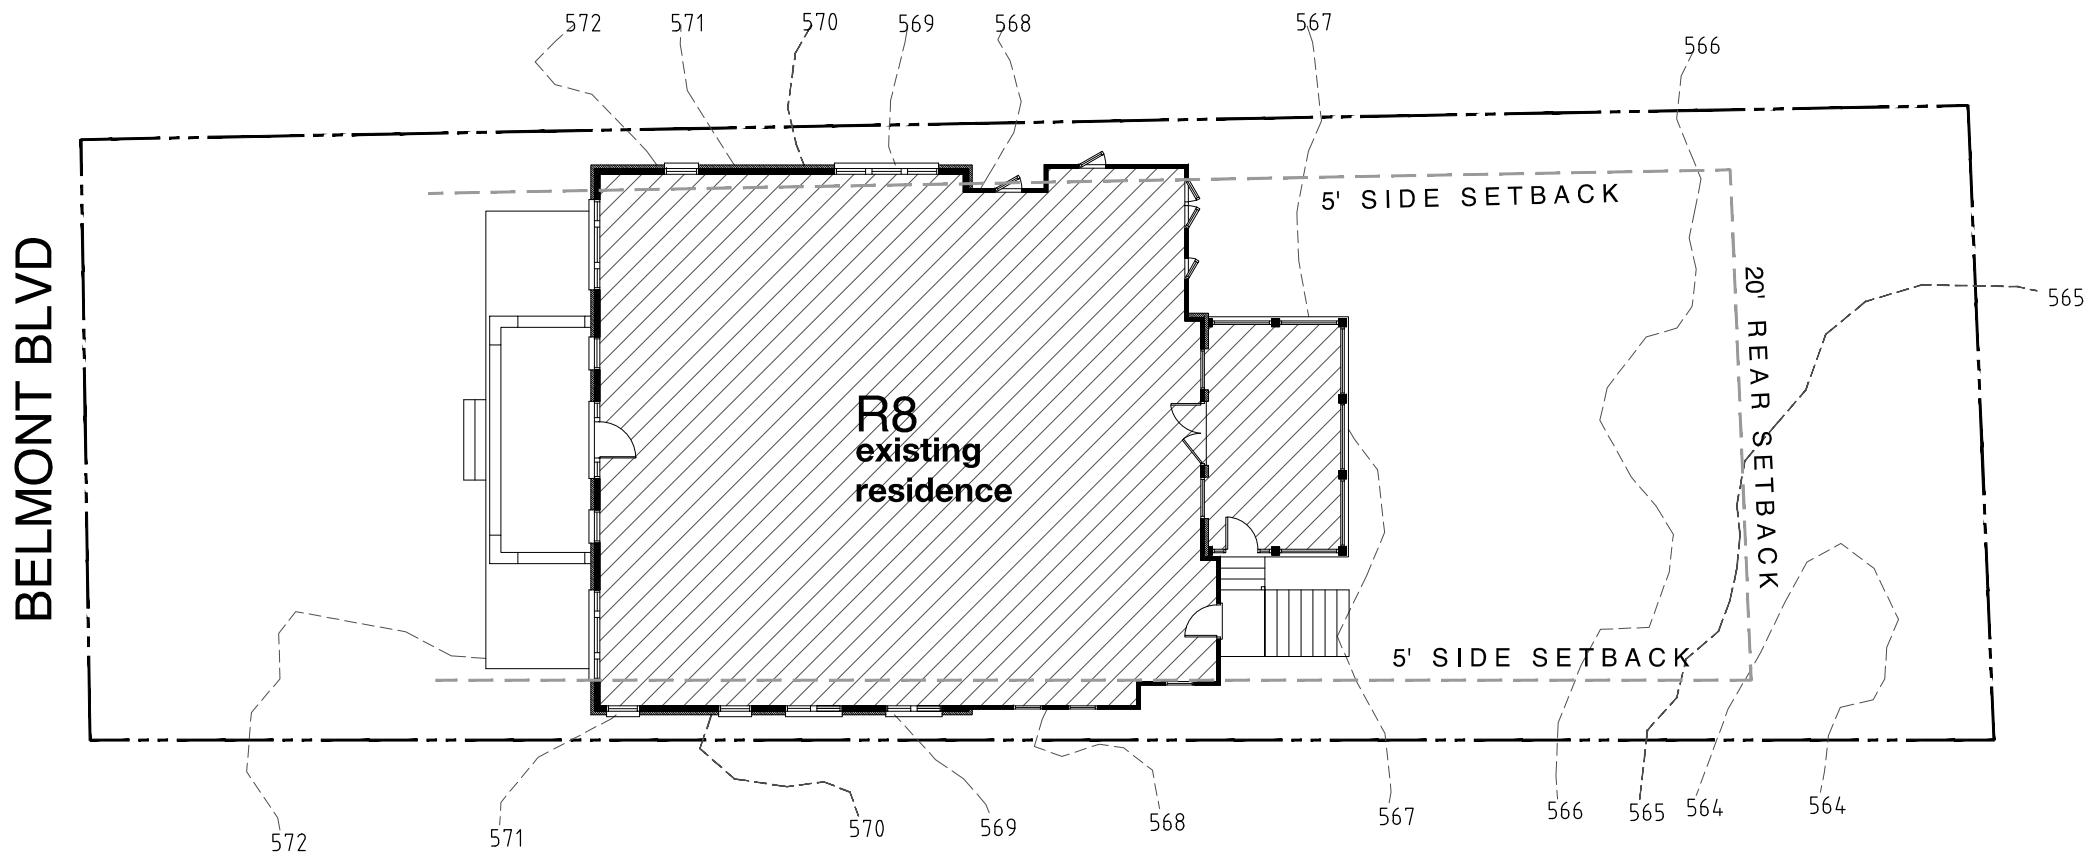 572
571
570
569
568
567
566
5' SIDE SETBACK
BELMONT BLVD
20' REAR SETBACK
565
R8
existing
residence
5' SIDE SETBACK
572
571
570
569
568
567
566
565
564
564